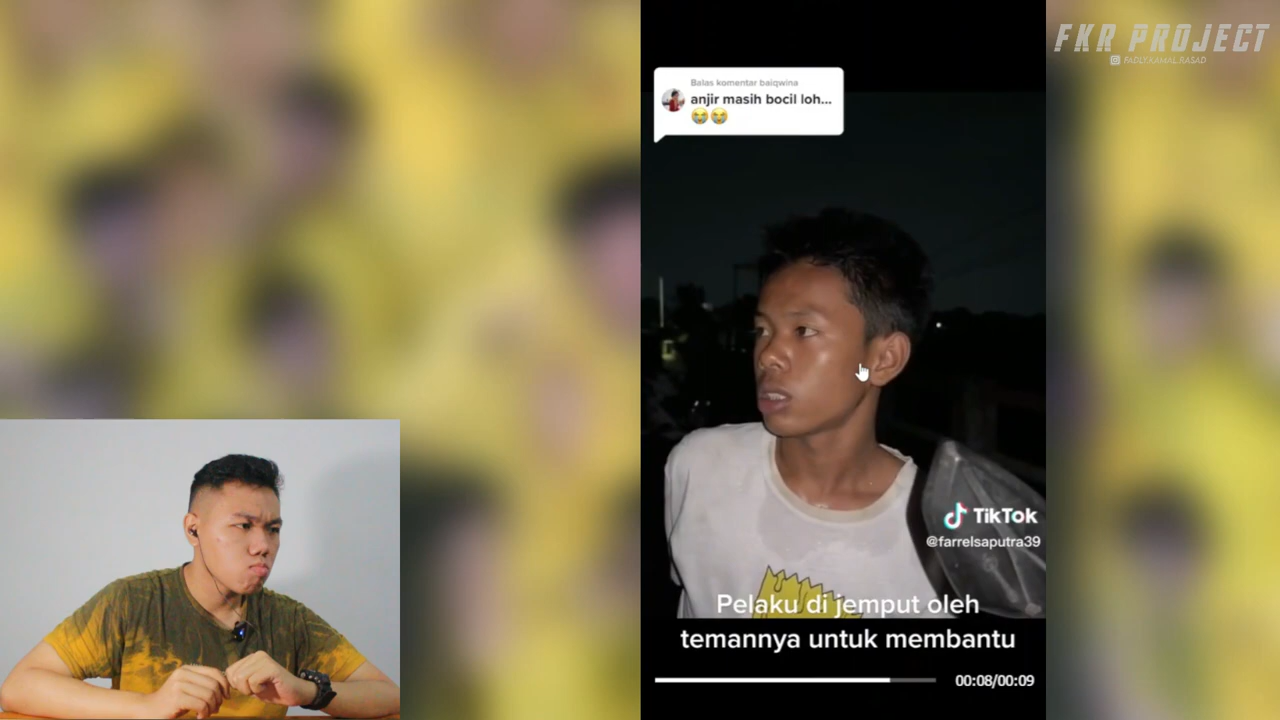 FKR PROJECT
FADLY.KAMAL.RASAD
Balas komentar baiqwina
anjir masih bocil loh...
😭😭
TikTok
@farrelsaputra39
Pelaku di jemput oleh
temannya untuk membantu
00:08/00:09